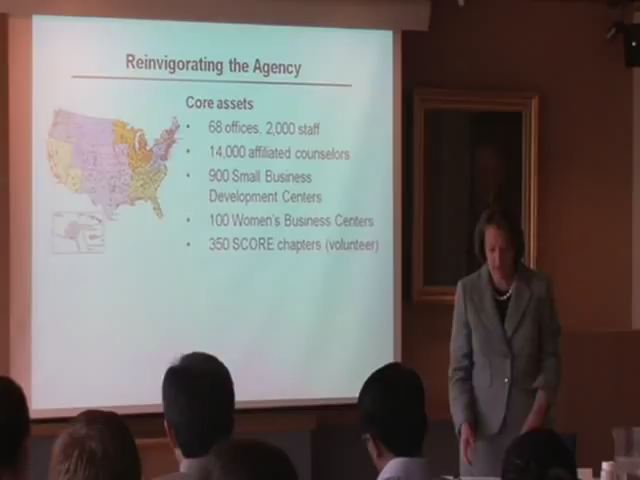 Reinvigorating the Agency
Core assets
• 68 offices, 2,000 staff
• 14,000 affiliated counselors
• 900 Small Business
Development Centers
• 100 Women's Business Centers
• 350 SCORE chapters (volunteer)